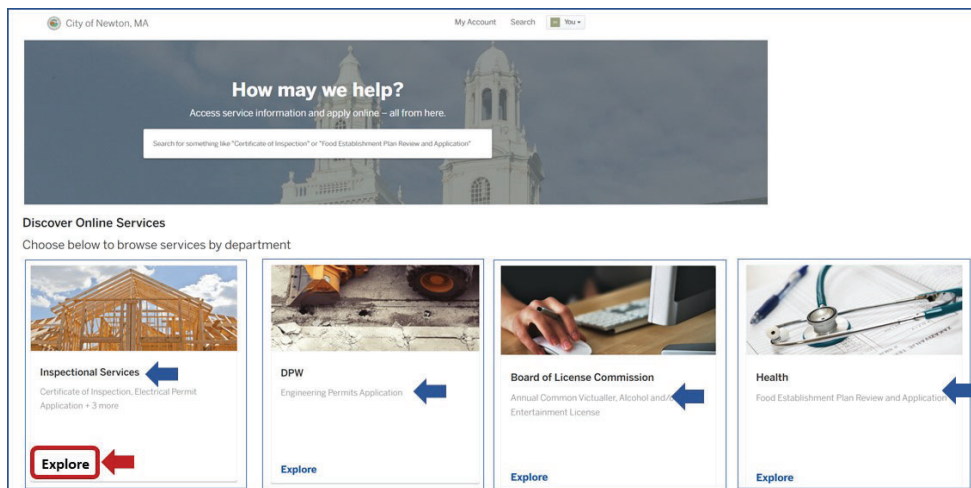 City of Newton, MA
My Account Search You
How may we help?
Access service information and apply online – all from here.
Search for something like "Certificate of Inspection" or "Food Establishment Plan Review and Application"
Discover Online Services
Choose below to browse services by department
Inspectional Services
Certificate of Inspection, Electrical Permit
Application + 3 more
Explore
DPW
Engineering Permits Application
Explore
Board of License Commission
Annual Common Victualler, Alcohol and/
Entertainment License
Explore
Health
Food Establishment Plan Review and Application
Explore